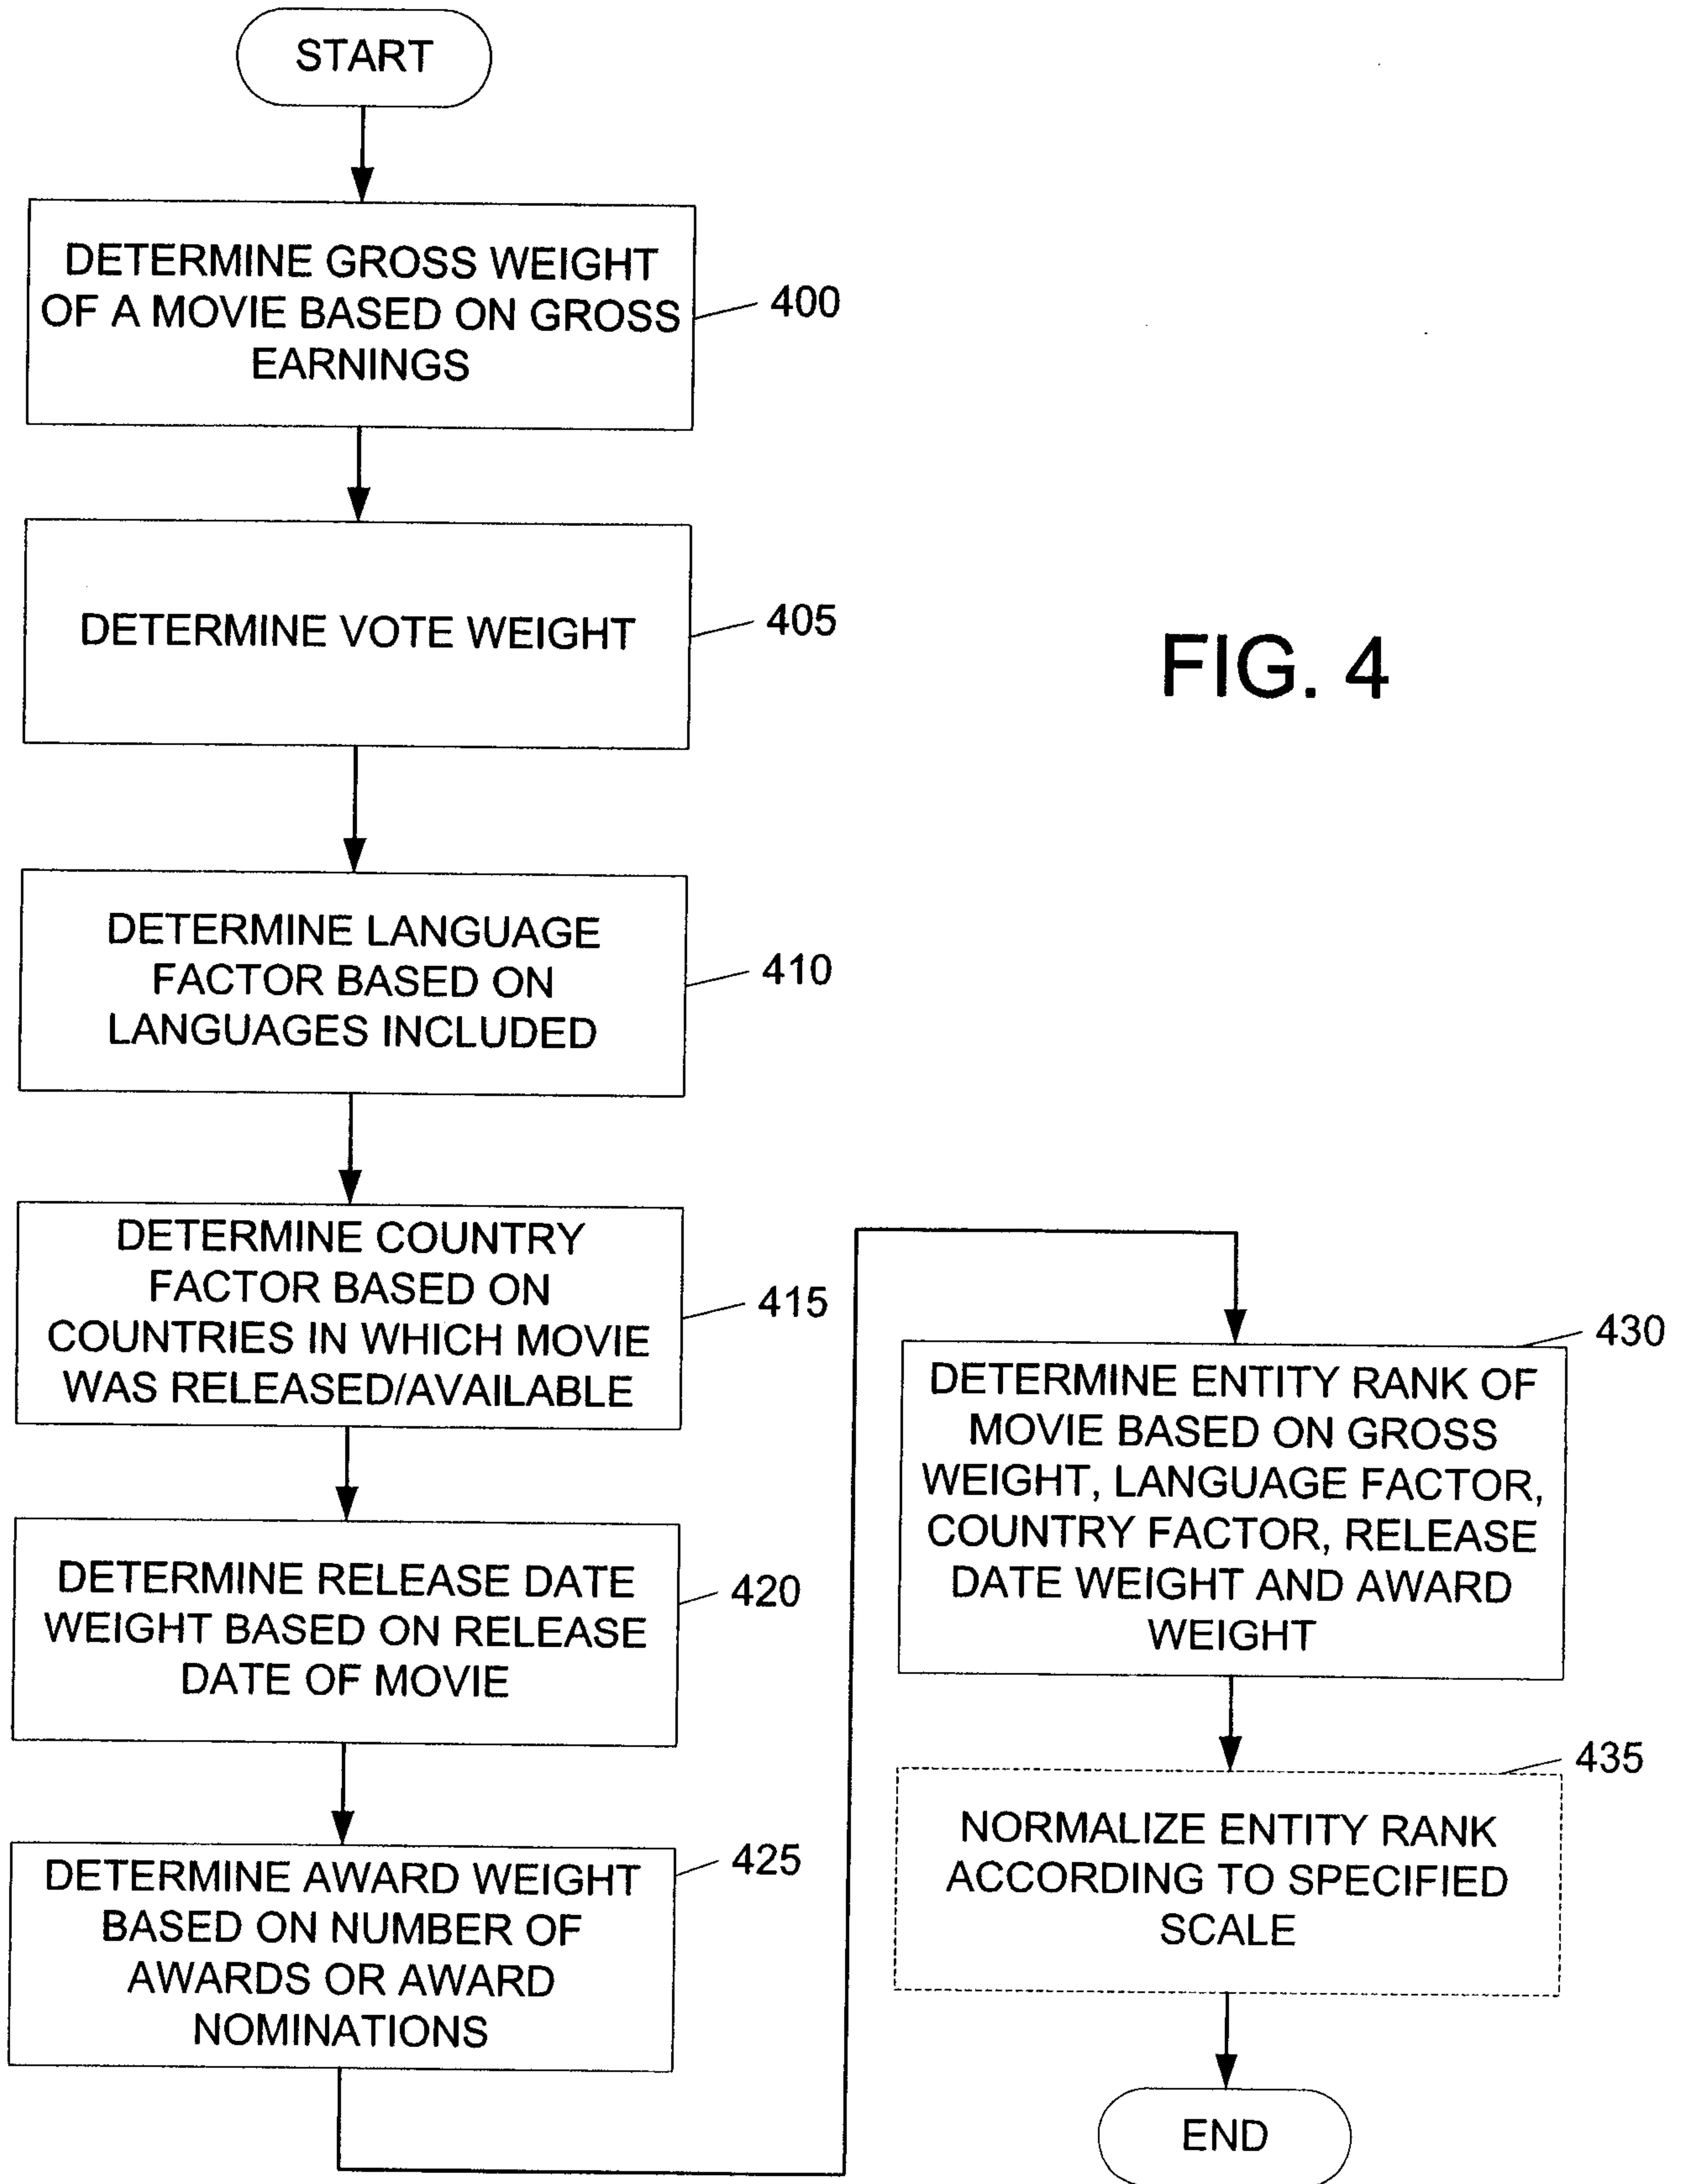 START
DETERMINE GROSS WEIGHT
OF A MOVIE BASED ON GROSS
EARNINGS
400
DETERMINE VOTE WEIGHT
405
FIG. 4
DETERMINE LANGUAGE
FACTOR BASED ON
LANGUAGES INCLUDED
410
DETERMINE COUNTRY
FACTOR BASED ON
COUNTRIES IN WHICH MOVIE
WAS RELEASED/AVAILABLE
415
DETERMINE RELEASE DATE
WEIGHT BASED ON RELEASE
DATE OF MOVIE
420
DETERMINE AWARD WEIGHT
BASED ON NUMBER OF
AWARDS OR AWARD
NOMINATIONS
425
430
DETERMINE ENTITY RANK OF
MOVIE BASED ON GROSS
WEIGHT, LANGUAGE FACTOR,
COUNTRY FACTOR, RELEASE
DATE WEIGHT AND AWARD
WEIGHT
435
NORMALIZE ENTITY RANK
ACCORDING TO SPECIFIED
SCALE
END